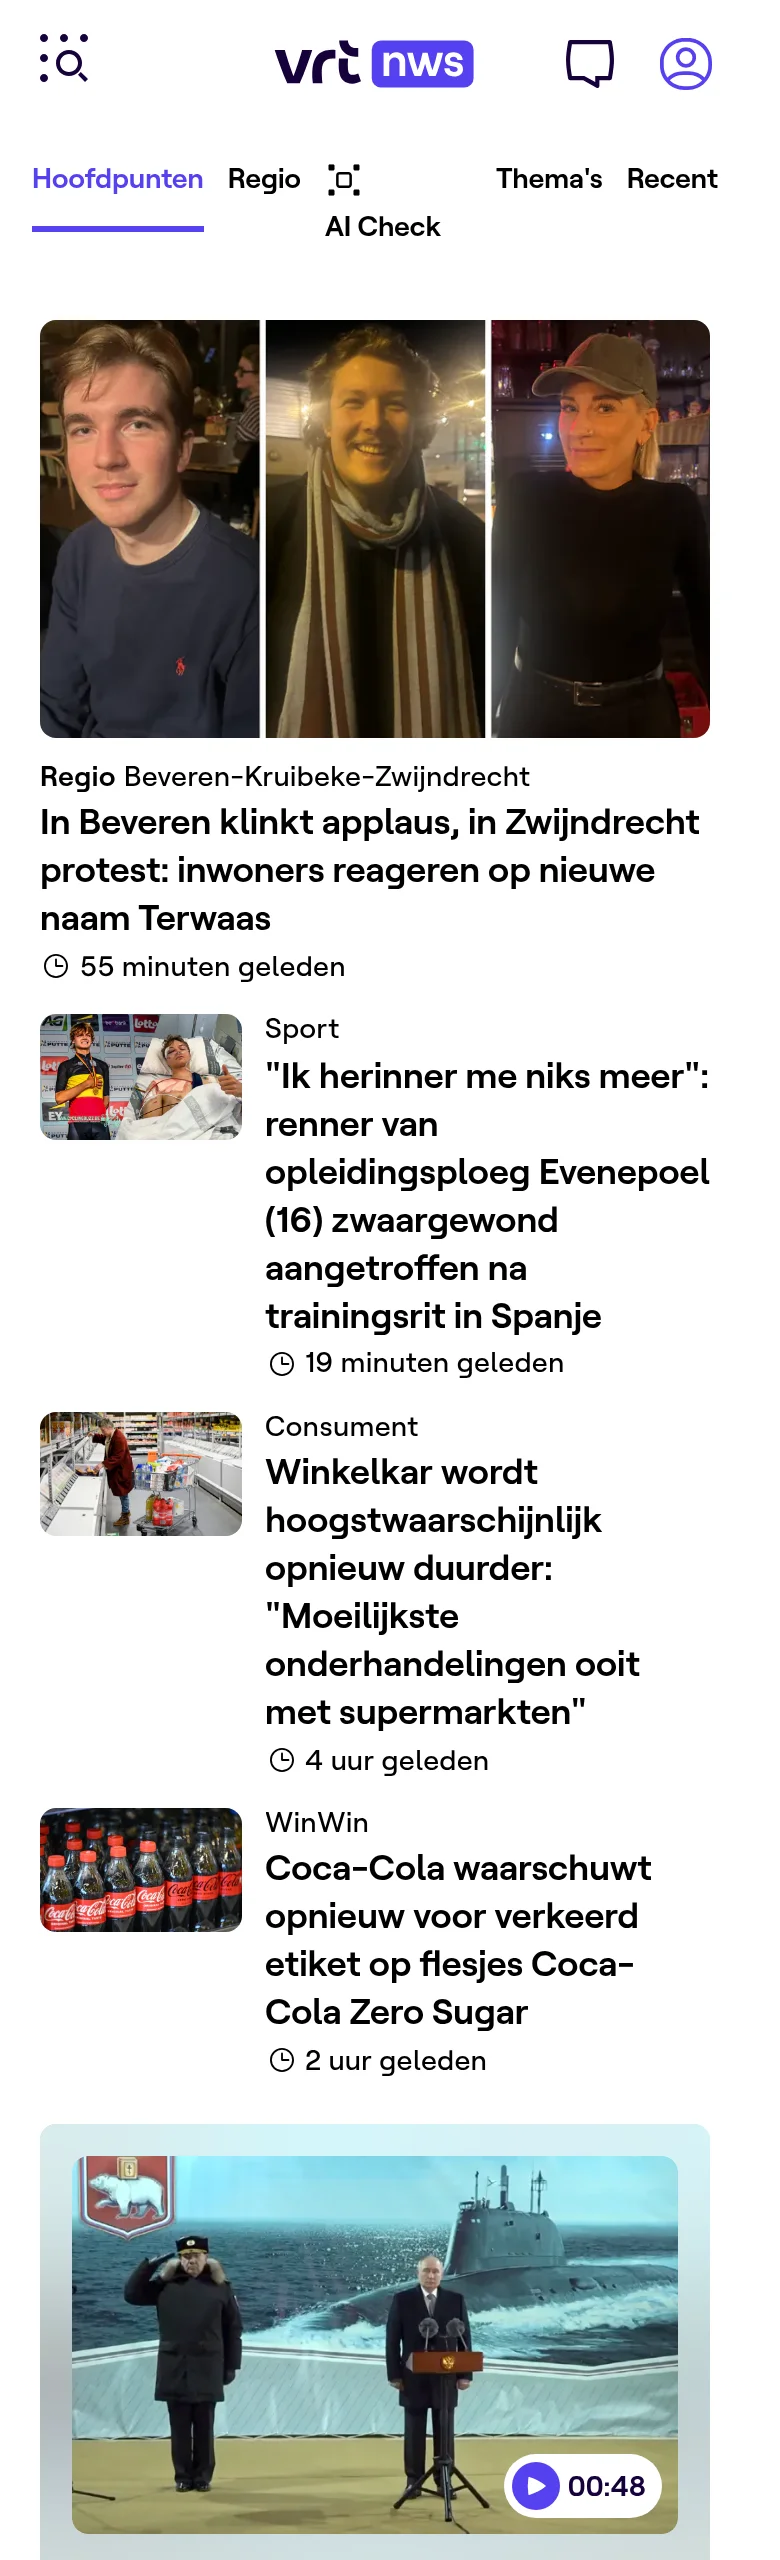 vrt nws
Hoofdpunten Regio AI Check Thema's Recent
Regio Beveren-Kruibeke-Zwijndrecht
In Beveren klinkt applaus, in Zwijndrecht
protest: inwoners reageren op nieuwe
naam Terwaas
55 minuten geleden
Sport
"Ik herinner me niks meer":
renner van
opleidingsploeg Evenepoel
(16) zwaargewond
aangetroffen na
trainingsrit in Spanje
19 minuten geleden
Consument
Winkelkar wordt
hoogstwaarschijnlijk
opnieuw duurder:
"Moeilijkste
onderhandelingen ooit
met supermarkten"
4 uur geleden
WinWin
Coca-Cola waarschuwt
opnieuw voor verkeerd
etiket op flesjes Coca-
Cola Zero Sugar
2 uur geleden
00:48